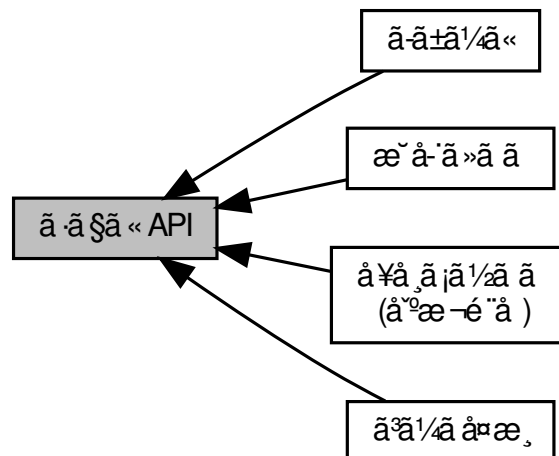 ã-ã±ã¼ã«
æ˘å-¨ã»ã ã
ã·ã§ã« API
å¥å¸ã¡ã½ã ã
(å˘ºæ¬é¨å )
ã³ã¼ã å¤æ¸